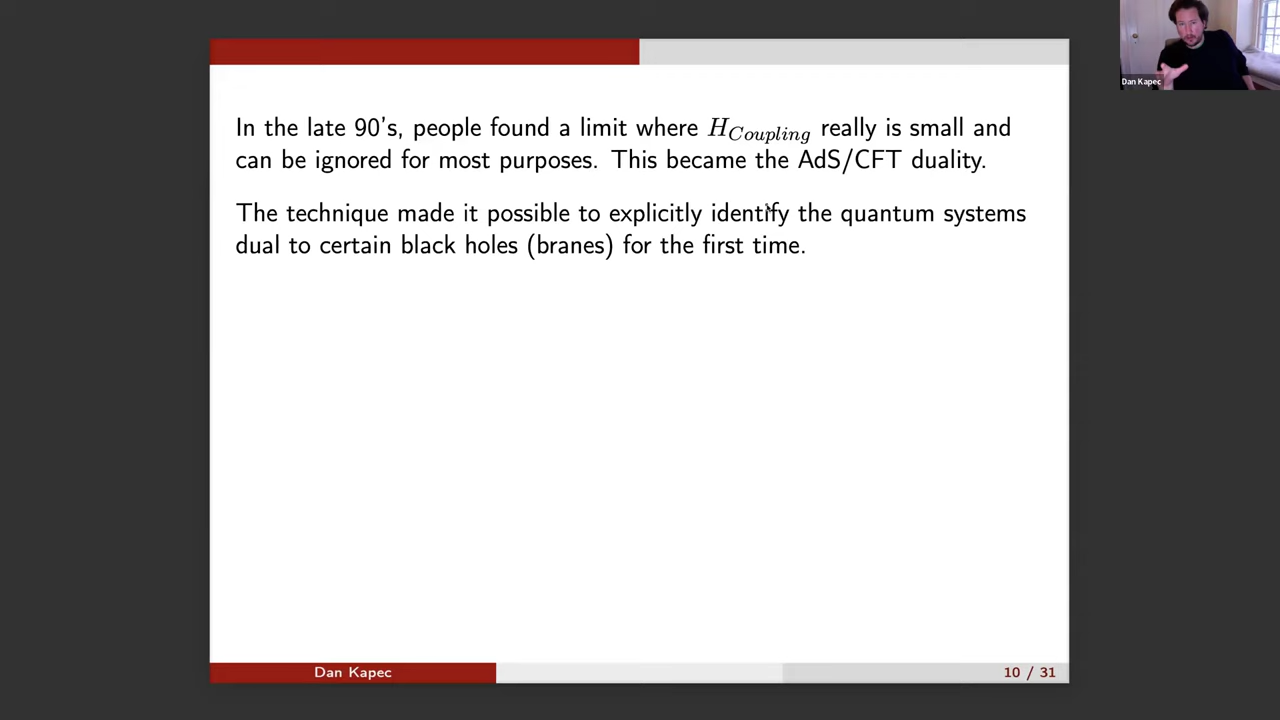 Dan Kapec
In the late 90's, people found a limit where H_{Coupling} really is small and
can be ignored for most purposes. This became the AdS/CFT duality.
The technique made it possible to explicitly identify the quantum systems
dual to certain black holes (branes) for the first time.
Dan Kapec
10 / 31